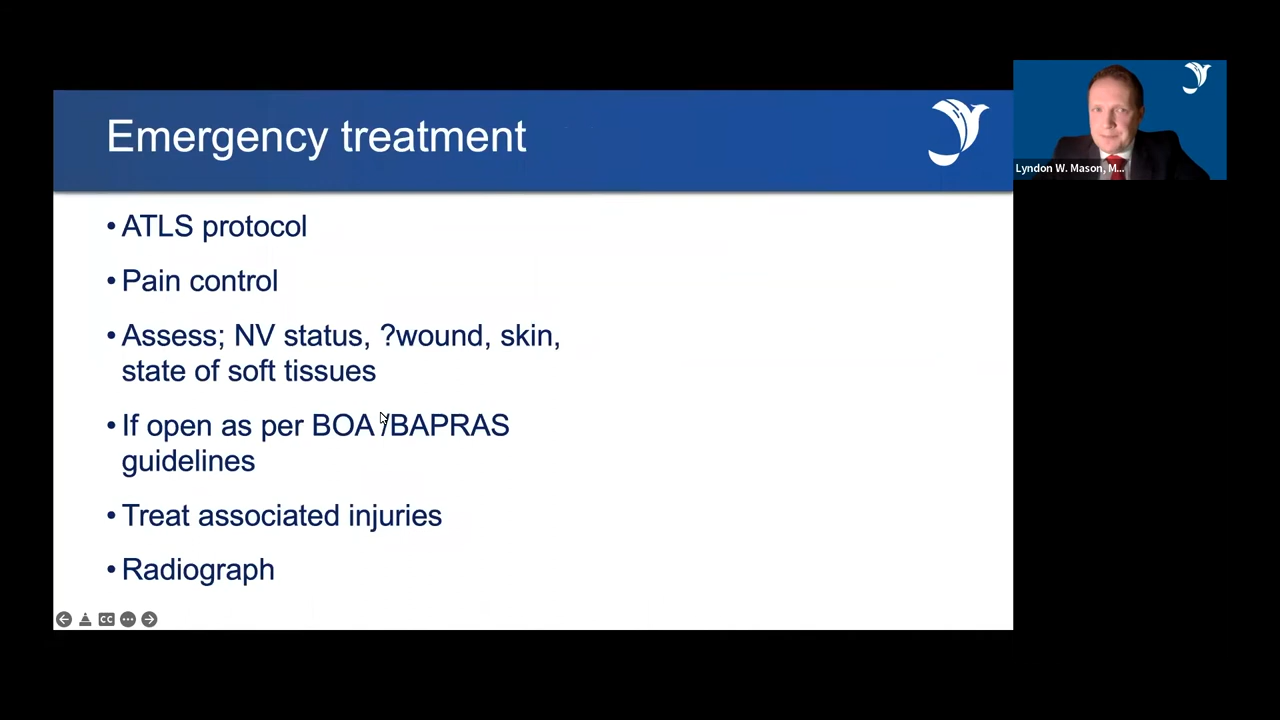 Emergency treatment
• ATLS protocol
• Pain control
• Assess; NV status, ?wound, skin,
state of soft tissues
• If open as per BOA /BAPRAS
guidelines
• Treat associated injuries
• Radiograph
CC
Lyndon W. Mason, M...